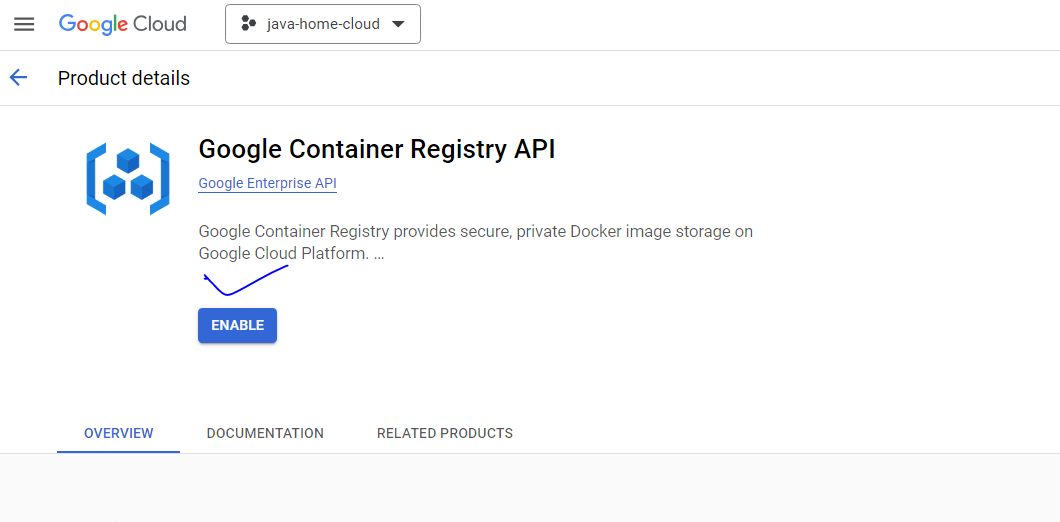 Google Cloud
java-home-cloud
Product details
Google Container Registry API
Google Enterprise API
Google Container Registry provides secure, private Docker image storage on
Google Cloud Platform. ...
ENABLE
OVERVIEW
DOCUMENTATION
RELATED PRODUCTS